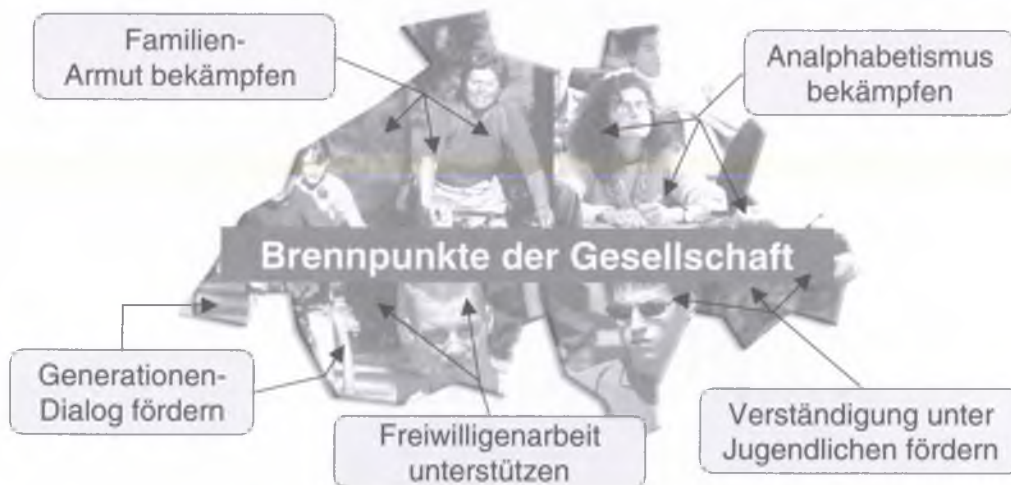 Familien-
Armut bekämpfen
Analphabetismus
bekämpfen
Brennpunkte der Gesellschaft
Generationen-
Dialog fördern
Freiwilligenarbeit
unterstützen
Verständigung unter
Jugendlichen fördern